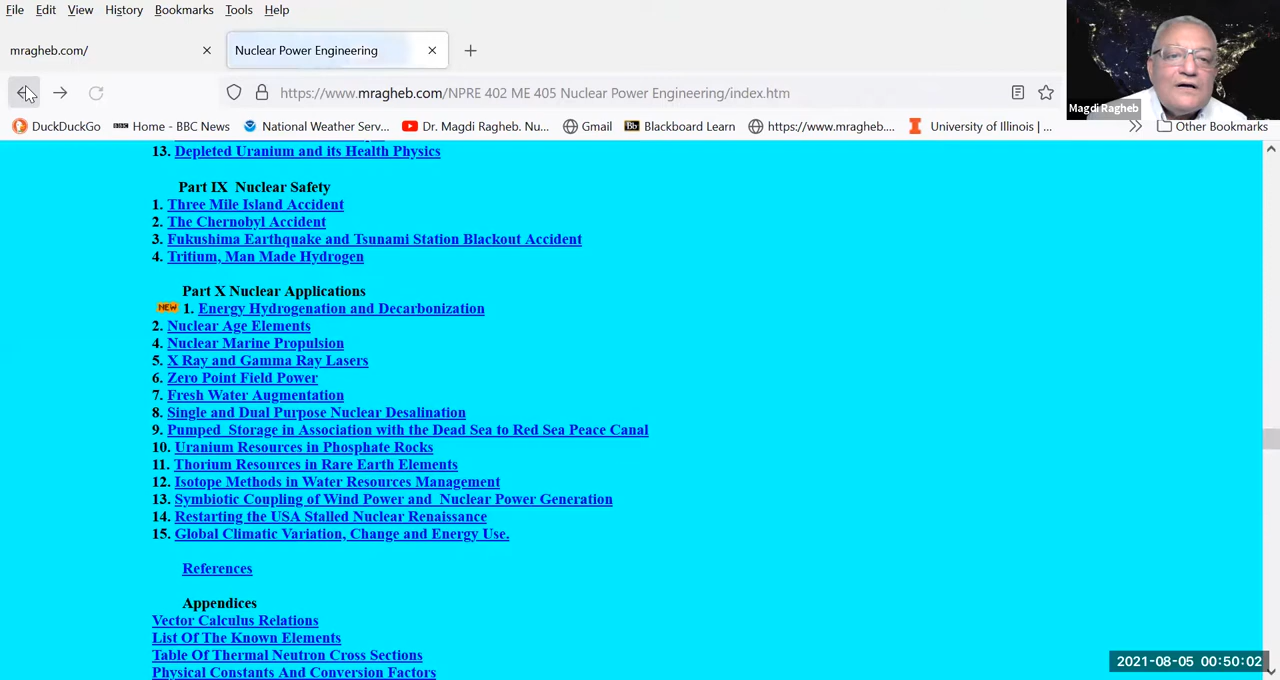 File Edit View History Bookmarks Tools Help
mragheb.com/ Nuclear Power Engineering
https://www.mragheb.com/NPRE 402 ME 405 Nuclear Power Engineering/index.htm
Magdi Ragheb
DuckDuckGo BBC Home - BBC News National Weather Serv... Dr. Magdi Ragheb. Nu... Gmail Bb Blackboard Learn https://www.mragheb.... University of Illinois | ... Other Bookmarks
13. Depleted Uranium and its Health Physics
Part IX Nuclear Safety
1. Three Mile Island Accident
2. The Chernobyl Accident
3. Fukushima Earthquake and Tsunami Station Blackout Accident
4. Tritium, Man Made Hydrogen
Part X Nuclear Applications
NEW 1. Energy Hydrogenation and Decarbonization
2. Nuclear Age Elements
4. Nuclear Marine Propulsion
5. X Ray and Gamma Ray Lasers
6. Zero Point Field Power
7. Fresh Water Augmentation
8. Single and Dual Purpose Nuclear Desalination
9. Pumped Storage in Association with the Dead Sea to Red Sea Peace Canal
10. Uranium Resources in Phosphate Rocks
11. Thorium Resources in Rare Earth Elements
12. Isotope Methods in Water Resources Management
13. Symbiotic Coupling of Wind Power and Nuclear Power Generation
14. Restarting the USA Stalled Nuclear Renaissance
15. Global Climatic Variation, Change and Energy Use.
References
Appendices
Vector Calculus Relations
List Of The Known Elements
Table Of Thermal Neutron Cross Sections
Physical Constants And Conversion Factors
2021-08-05 00:50:02